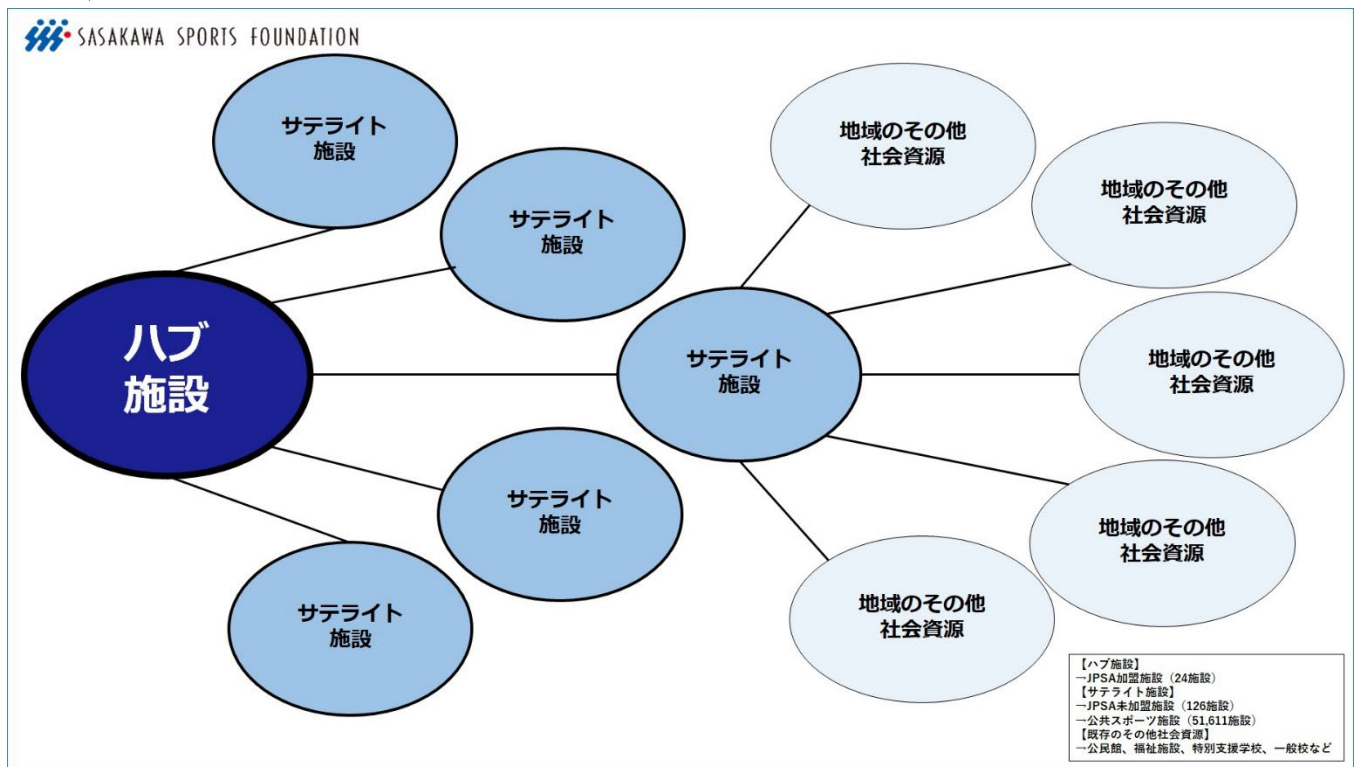 SASAKAWA SPORTS FOUNDATION
サテライト
施設
サテライト
施設
ハブ
施設
サテライト
施設
サテライト
施設
サテライト
施設
地域のその他
社会資源
地域のその他
社会資源
地域のその他
社会資源
地域のその他
社会資源
地域のその他
社会資源
【ハブ施設】
→JPSA加盟施設（24施設）
【サテライト施設】
→JPSA未加盟施設（126施設）
→公共スポーツ施設（51,611施設）
【既存のその他社会資源】
→公民館、福祉施設、特別支援学校、一般校など